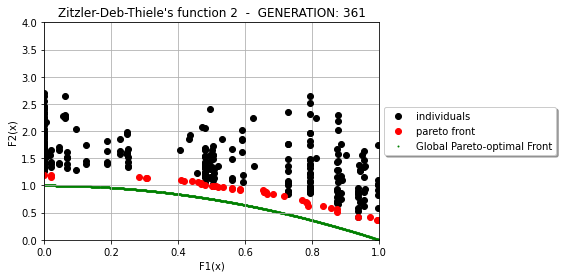 Zitzler-Deb-Thiele's function 2 - GENERATION: 361
4.0
3.5
3.0
2.5
2.0
1.5
1.0
0.5
0.0
F2(x)
0.0 0.2 0.4 0.6 0.8 1.0
F1(x)
individuals
pareto front
Global Pareto-optimal Front